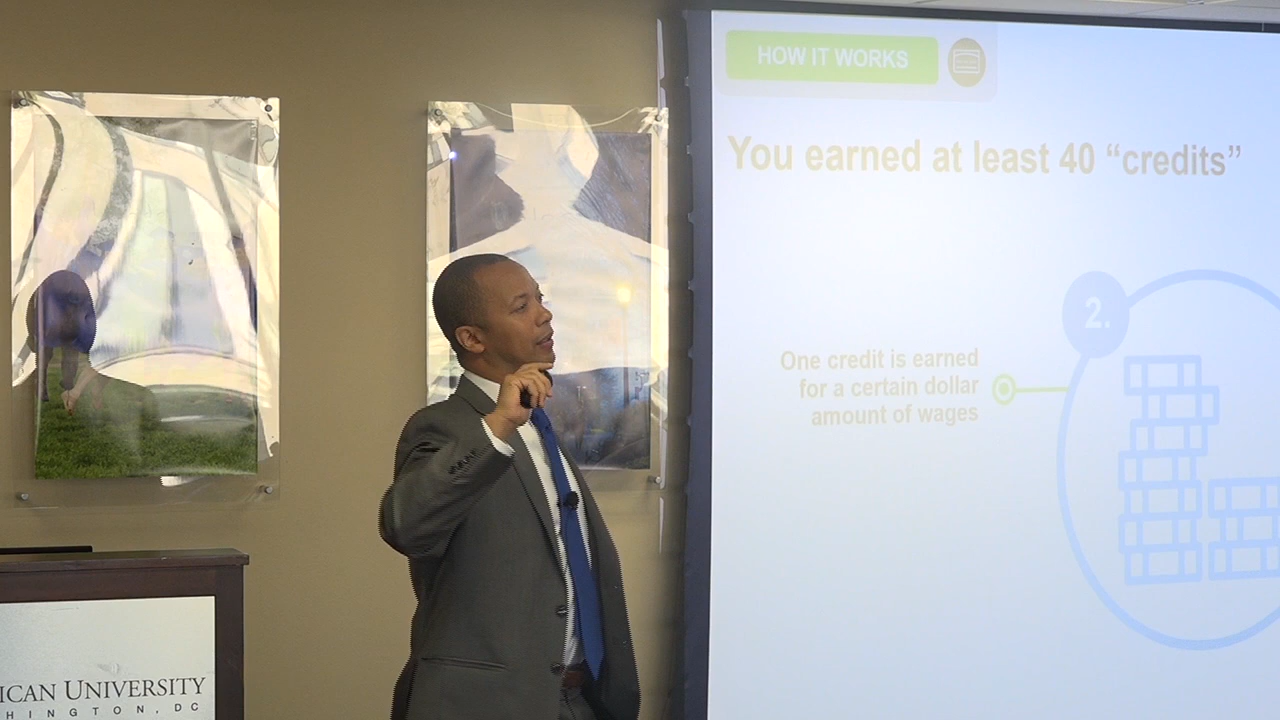 HOW IT WORKS
You earned at least 40 “credits”
2.
One credit is earned
for a certain dollar
amount of wages
ICAN UNIVERSITY
HINGTON, DC